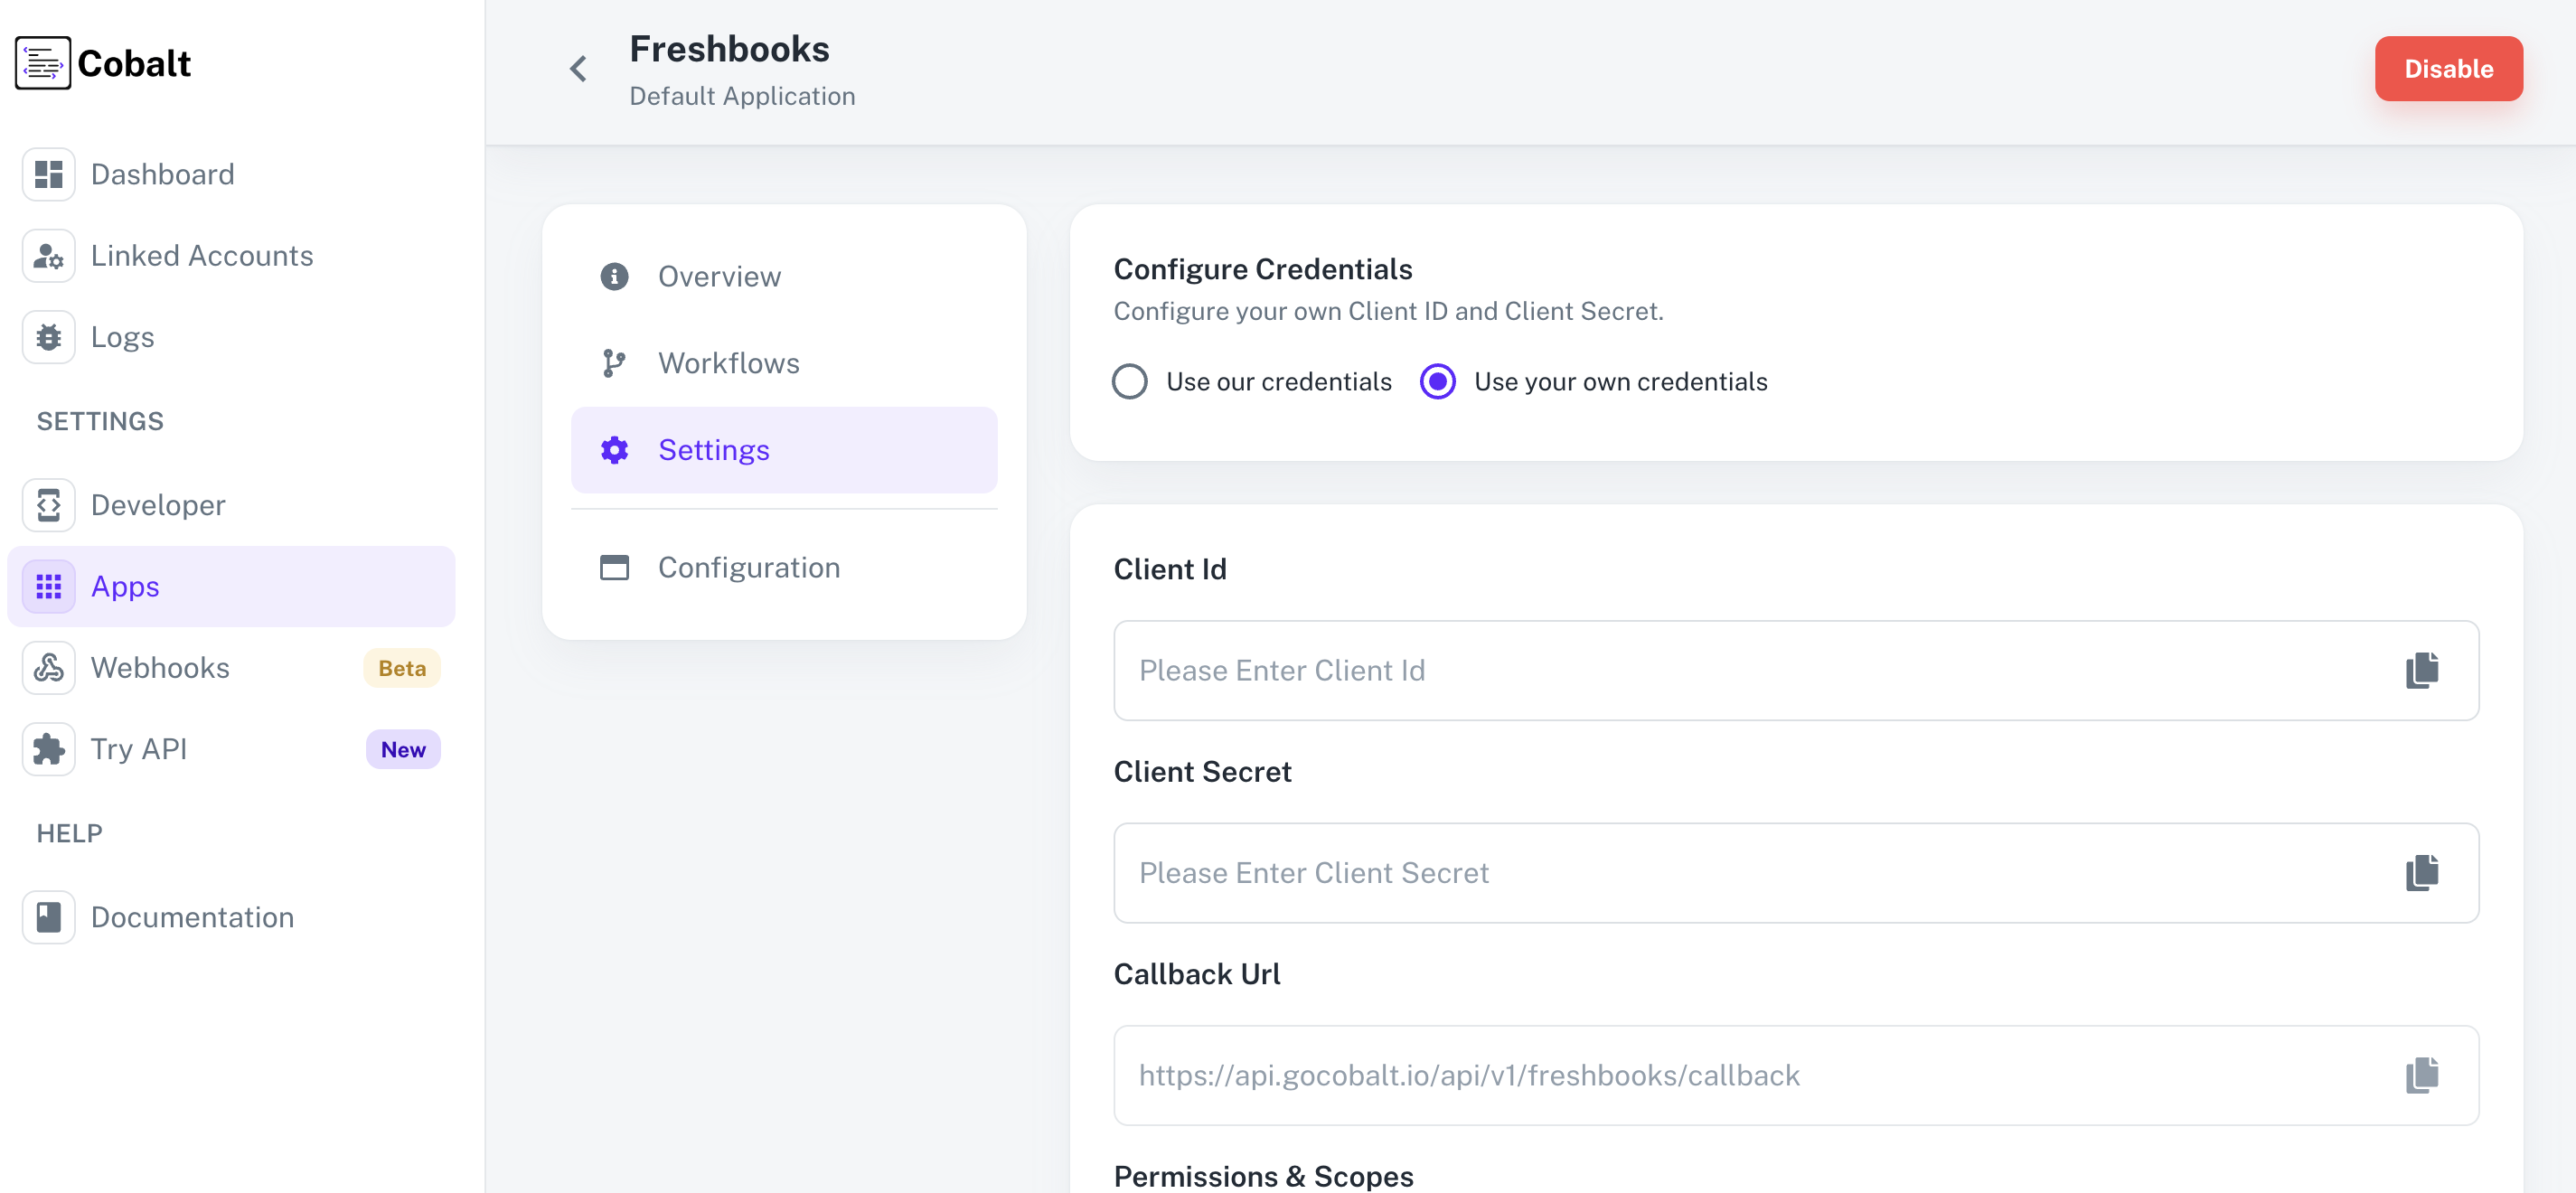 Cobalt
Dashboard
Linked Accounts
Logs
SETTINGS
Developer
Apps
Webhooks Beta
Try API New
HELP
Documentation
Freshbooks
Default Application
Disable
Overview
Workflows
Settings
Configuration
Configure Credentials
Configure your own Client ID and Client Secret.
Use our credentials Use your own credentials
Client Id
Please Enter Client Id
Client Secret
Please Enter Client Secret
Callback Url
https://api.gocobalt.io/api/v1/freshbooks/callback
Permissions & Scopes